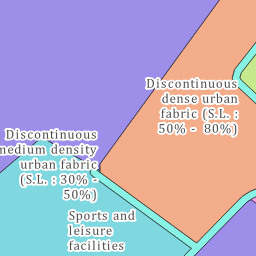 Discontinuous
dense urban
fabric (S.L. :
50% -  80%)
Discontinuous
medium density
urban fabric
(S.L. : 30% -
50%)
Sports and
leisure
facilities